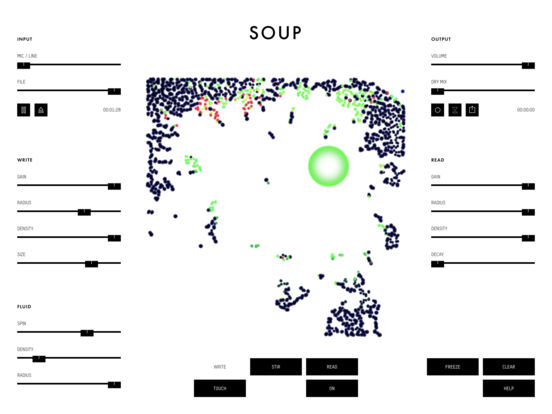 SOUP
INPUT
MIC / LINE
FILE
00:01:28
WRITE
GAIN
RADIUS
DENSITY
SIZE
FLUID
SPIN
DENSITY
RADIUS
OUTPUT
VOLUME
DRY MIX
00:00:00
READ
GAIN
RADIUS
DENSITY
DECAY
WRITE STIR READ
TOUCH ON
FREEZE CLEAR
HELP